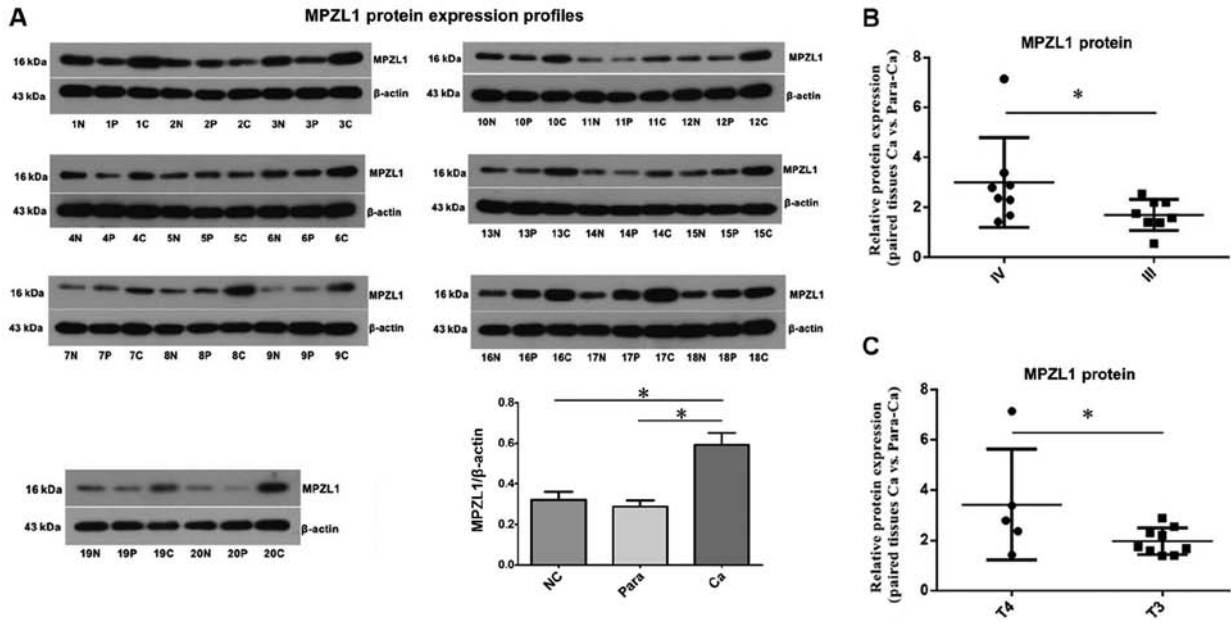 A
MPZL1 protein expression profiles
16 kDa
MPZL1
43 kDa
β-actin
1N 1P 1C 2N 2P 2C 3N 3P 3C
16 kDa
MPZL1
43 kDa
β-actin
10N 10P 10C 11N 11P 11C 12N 12P 12C
16 kDa
MPZL1
43 kDa
β-actin
4N 4P 4C 5N 5P 5C 6N 6P 6C
16 kDa
MPZL1
43 kDa
β-actin
13N 13P 13C 14N 14P 14C 15N 15P 15C
16 kDa
MPZL1
43 kDa
β-actin
7N 7P 7C 8N 8P 8C 9N 9P 9C
16 kDa
MPZL1
43 kDa
β-actin
16N 16P 16C 17N 17P 17C 18N 18P 18C
16 kDa
MPZL1
43 kDa
β-actin
19N 19P 19C 20N 20P 20C
MPZL1/β-actin
0.8
0.6
0.4
0.2
0.0
*
*
NC Para Ca
B
MPZL1 protein
Relative protein expression
(paired tissues Ca vs. Para-Ca)
8
6
4
2
0
*
IV III
C
MPZL1 protein
Relative protein expression
(paired tissues Ca vs. Para-Ca)
8
6
4
2
0
*
T4 T3